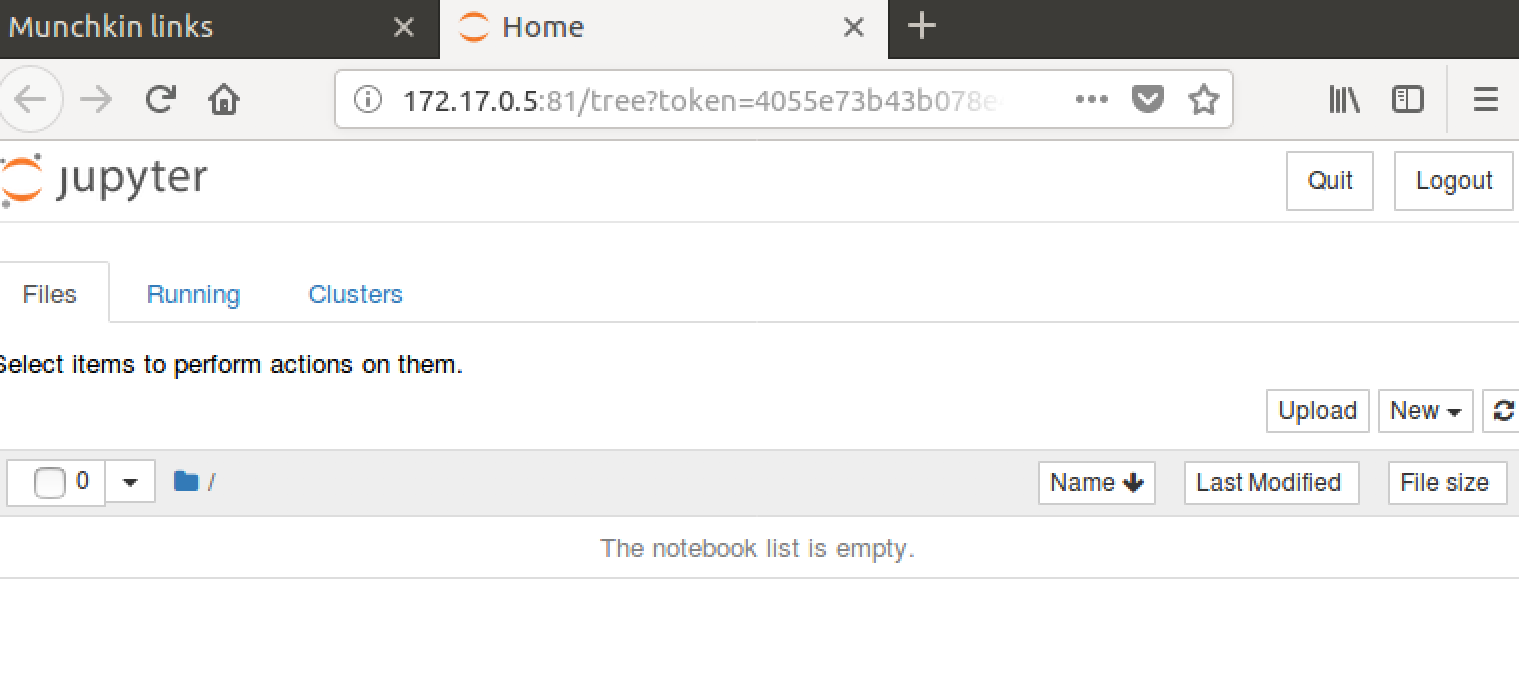 Munchkin links
Home
172.17.0.5:81/tree?token=4055e73b43b078e
jupyter
Quit
Logout
Files
Running
Clusters
Select items to perform actions on them.
Upload
New
0
/
Name
Last Modified
File size
The notebook list is empty.